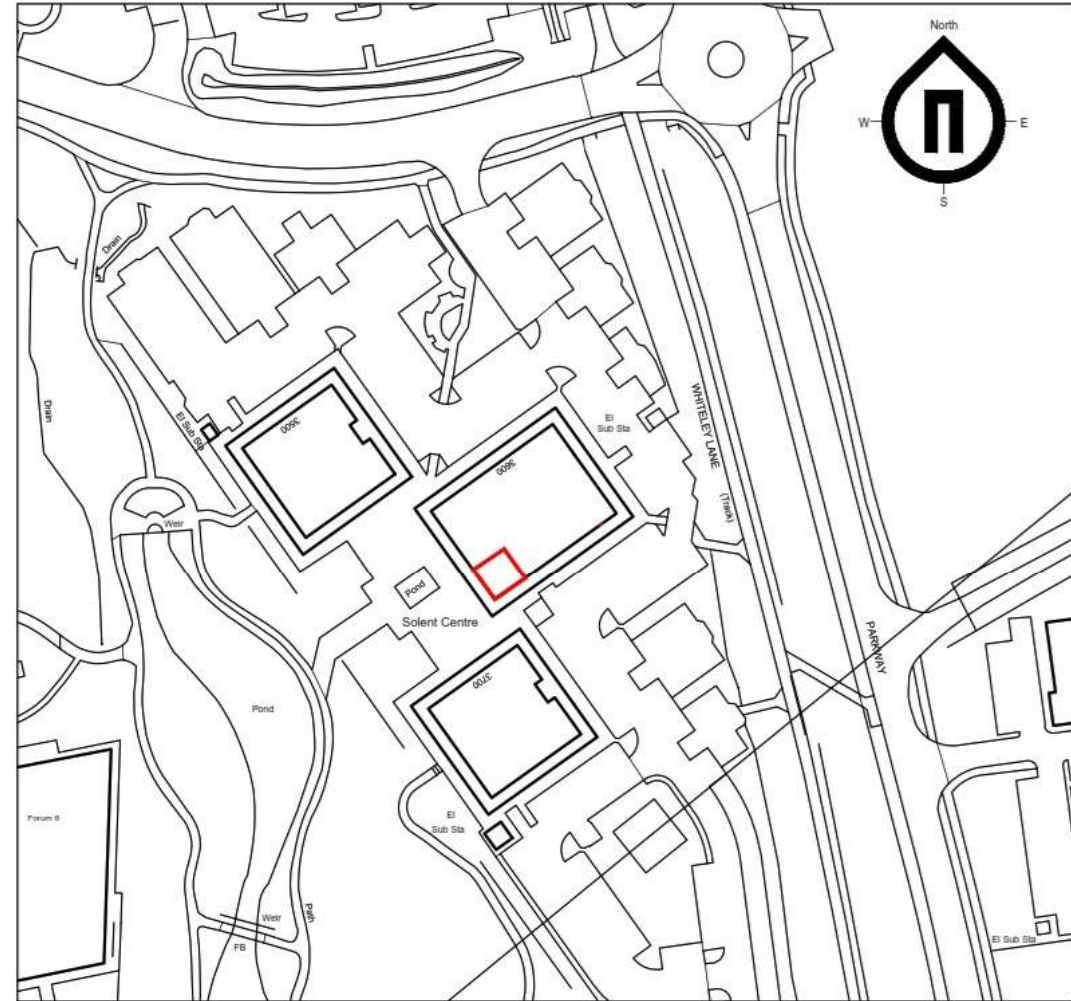 North
W
E
S
Drain
Drain
El Sub Sta
3500
3600
El
Sub Sta
WHITELEY LANE
(Track)
Weir
Pond
Solent Centre
PARKWAY
3700
Pond
Forum 6
El
Sub Sta
Path
Weir
FB
El Sub Sta